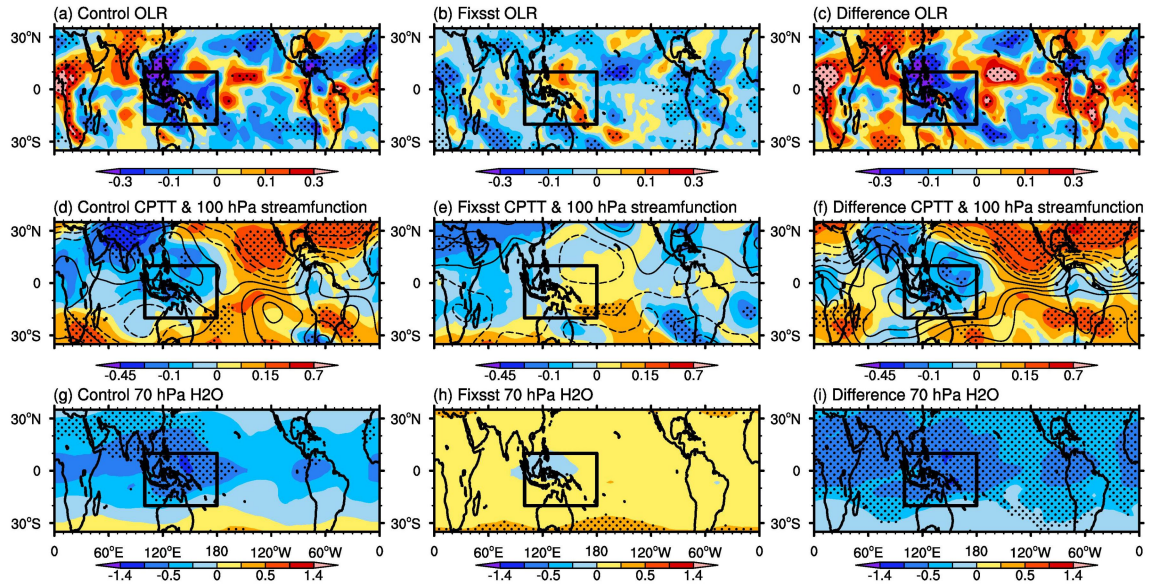 (a) Control OLR (b) Fixsst OLR (c) Difference OLR
30°N 30°N 30°N
0 0 0
30°S 30°S 30°S
-0.3 -0.1 0 0.1 0.3 -0.3 -0.1 0 0.1 0.3 -0.3 -0.1 0 0.1 0.3
(d) Control CPTT & 100 hPa streamfunction (e) Fixsst CPTT & 100 hPa streamfunction (f) Difference CPTT & 100 hPa streamfunction
30°N 30°N 30°N
0 0 0
30°S 30°S 30°S
-0.45 -0.1 0 0.15 0.7 -0.45 -0.1 0 0.15 0.7 -0.45 -0.1 0 0.15 0.7
(g) Control 70 hPa H2O (h) Fixsst 70 hPa H2O (i) Difference 70 hPa H2O
30°N 30°N 30°N
0 0 0
30°S 30°S 30°S
0 60°E 120°E 180 120°W 60°W 0 0 60°E 120°E 180 120°W 60°W 0 0 60°E 120°E 180 120°W 60°W 0
-1.4 -0.5 0 0.5 1.4 -1.4 -0.5 0 0.5 1.4 -1.4 -0.5 0 0.5 1.4